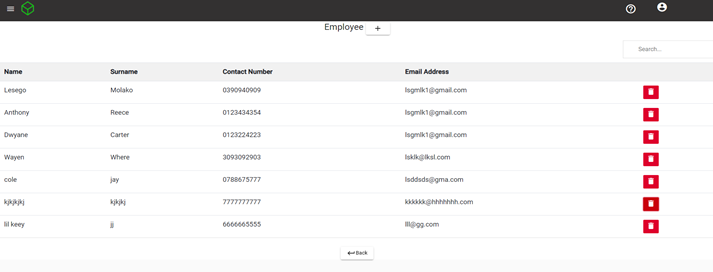 Employee +
Search...
Name Surname Contact Number Email Address
Lesego Molako 0390940909 lsgmlk1@gmail.com
Anthony Reece 0123434354 lsgmlk1@gmail.com
Dwyane Carter 0123224223 lsgmlk1@gmail.com
Wayen Where 3093092903 lsklk@lksl.com
cole jay 0788675777 lsddsds@gma.com
kjkjkjkj kjkjkj 7777777777 kkkkkk@hhhhhhh.com
lil keey jj 6666665555 lll@gg.com
Back